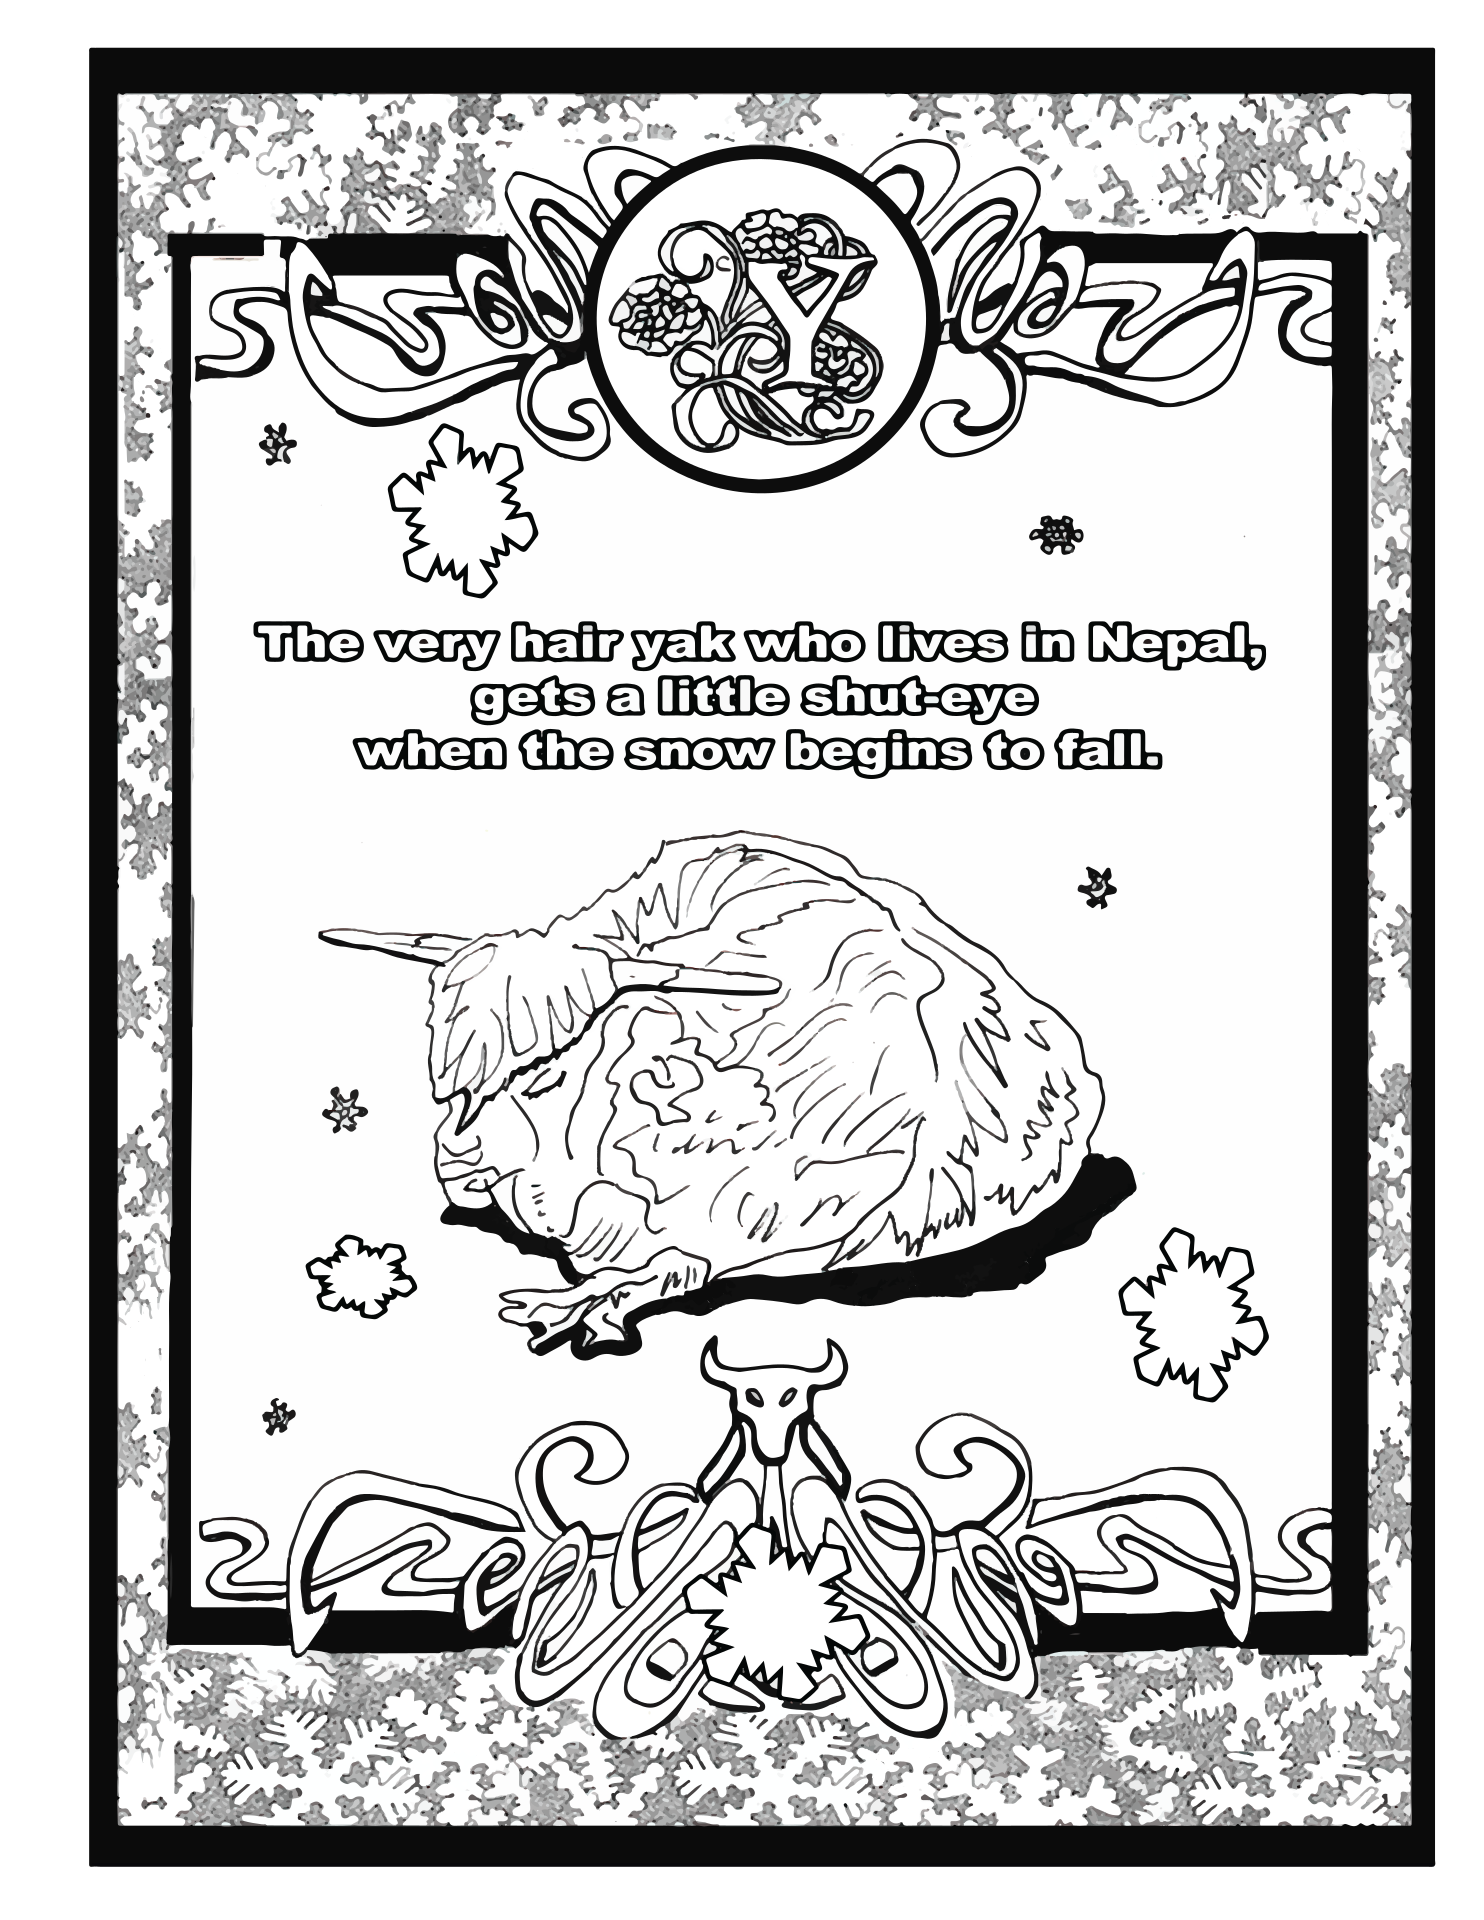 Y
The very hair yak who lives in Nepal,
gets a little shut-eye
when the snow begins to fall.